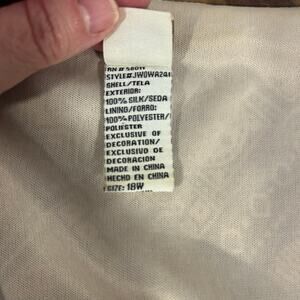 STYLE#JWOWA241
SHELL/TELA
EXTERIOR:
100% SILK/SEDA
LINING/FORRO:
100% POLYESTER/
POLIESTER
EXCLUSIVE OF
DECORATION/
EXCLUSIVO DE
DECORACION
MADE IN CHINA
HECHO EN CHINA
SIZE: 18W